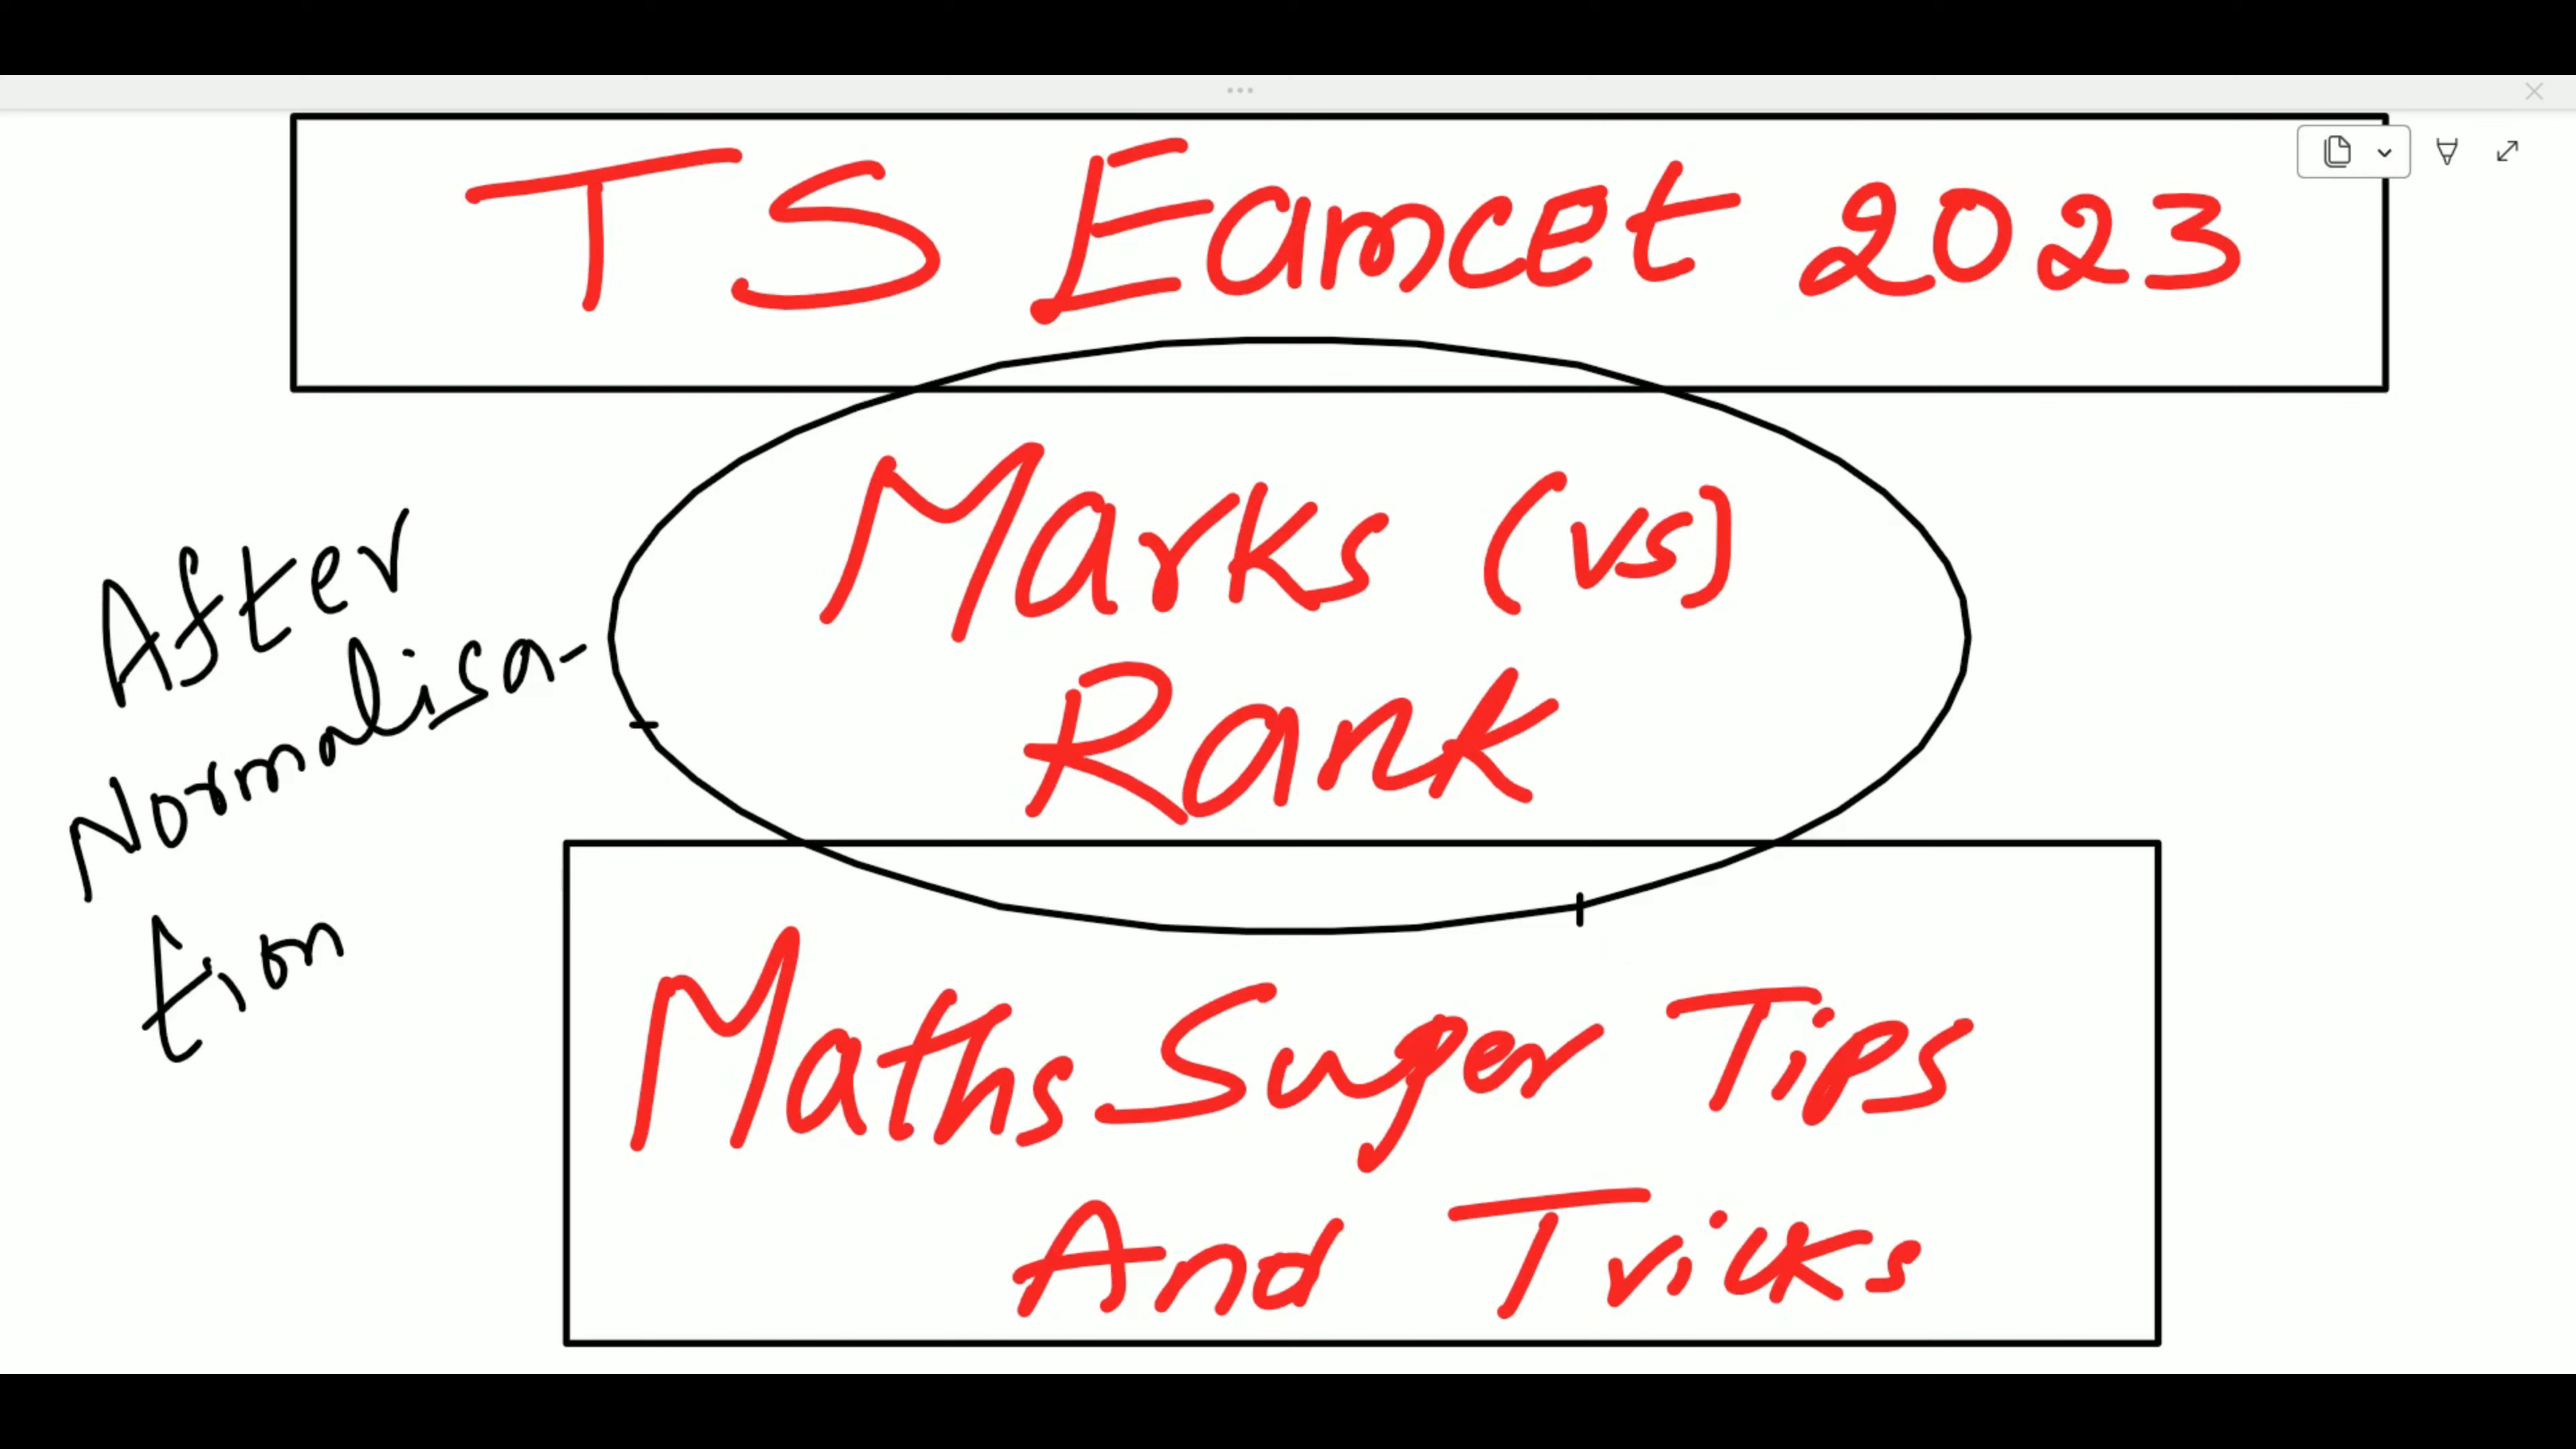 TS Eamcet 2023
Marks (vs)
Rank
After
Normalisa-
tion
Maths Super Tips
And Tricks